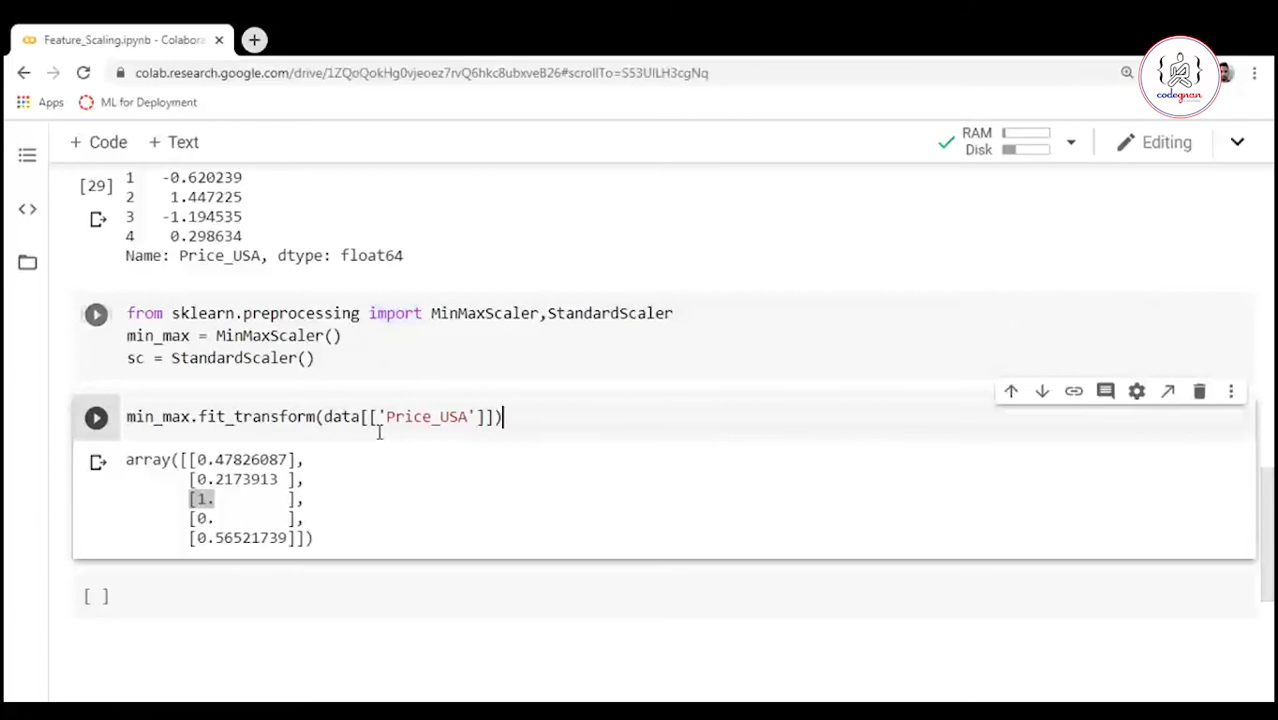 Feature_Scaling.ipynb - Colabora
colab.research.google.com/drive/1ZQoQokHg0vjeoez7rvQ6hkc8ubxveB26#scrollTo=S53UlLH3cgNq
Apps ML for Deployment
codegnan
+ Code + Text
RAM
Disk
Editing
[29]
1 -0.620239
2 1.447225
3 -1.194535
4 0.298634
Name: Price_USA, dtype: float64
from sklearn.preprocessing import MinMaxScaler,StandardScaler
min_max = MinMaxScaler()
sc = StandardScaler()
min_max.fit_transform(data[['Price_USA']])
array([[0.47826087],
[0.2173913 ],
[1. ],
[0. ],
[0.56521739]])
[ ]